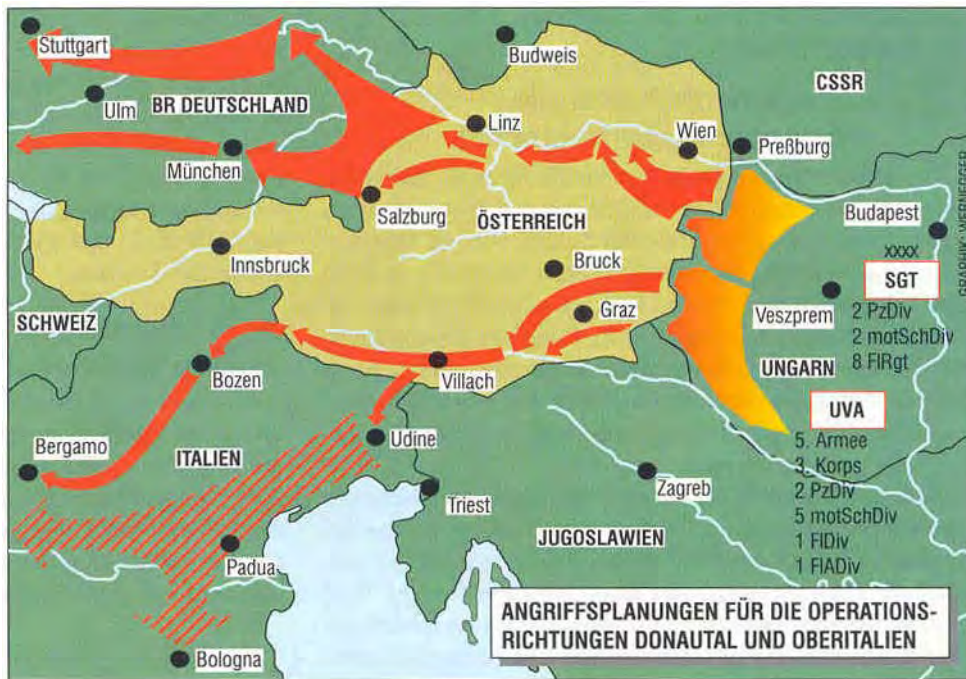 Stuttgart
Budweis
CSSR
Ulm
BR DEUTSCHLAND
Linz
Wien
Preßburg
München
Salzburg
ÖSTERREICH
Budapest
GRAPHIK: WERNEGGER
Innsbruck
Bruck
xxxx
SGT
SCHWEIZ
Graz
Veszprem
2 PzDiv
2 motSchDiv
8 FlRgt
UNGARN
Bozen
Villach
UVA
Bergamo
ITALIEN
Udine
5. Armee
3. Korps
2 PzDiv
5 motSchDiv
1 FlDiv
1 FlADiv
Triest
Zagreb
Padua
JUGOSLAWIEN
Bologna
ANGRIFFSPLANUNGEN FÜR DIE OPERATIONS-
RICHTUNGEN DONAUTAL UND OBERITALIEN